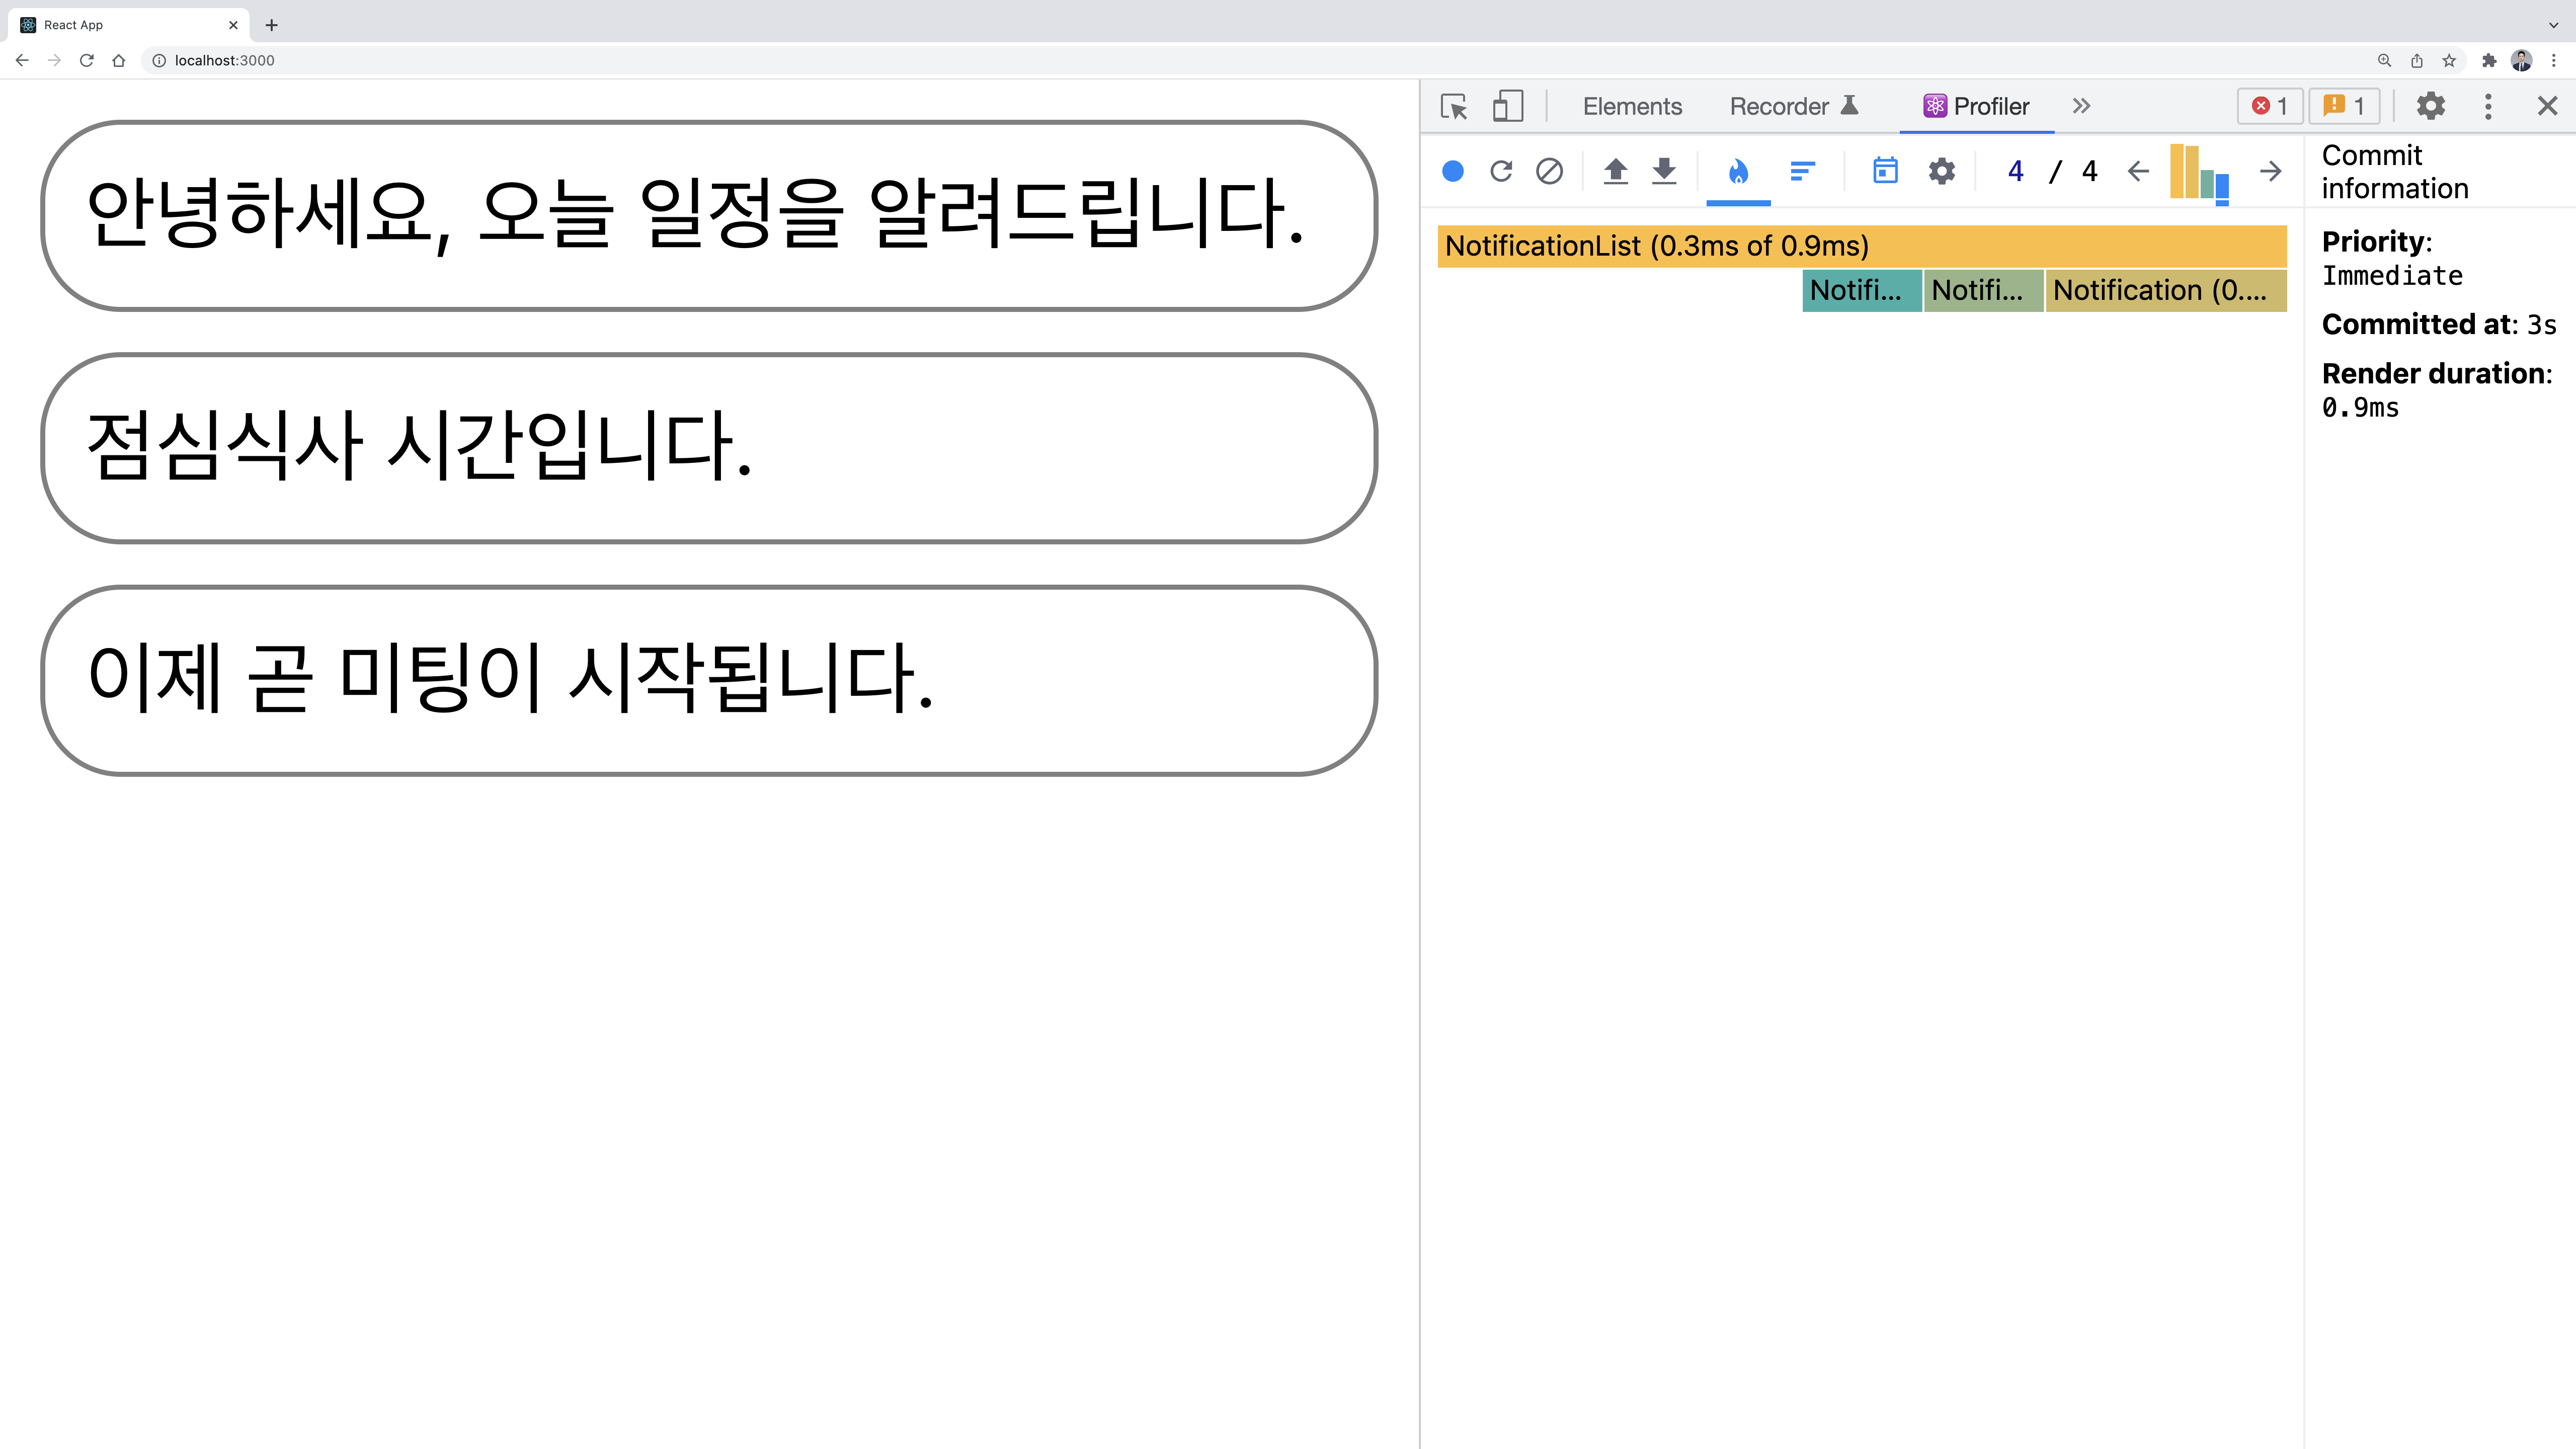 React App
localhost:3000
안녕하세요, 오늘 일정을 알려드립니다.
점심식사 시간입니다.
이제 곧 미팅이 시작됩니다.
Elements Recorder Profiler 1 1
4 / 4
NotificationList (0.3ms of 0.9ms)
Notifi... Notifi... Notification (0....
Commit
information
Priority:
Immediate
Committed at: 3s
Render duration:
0.9ms